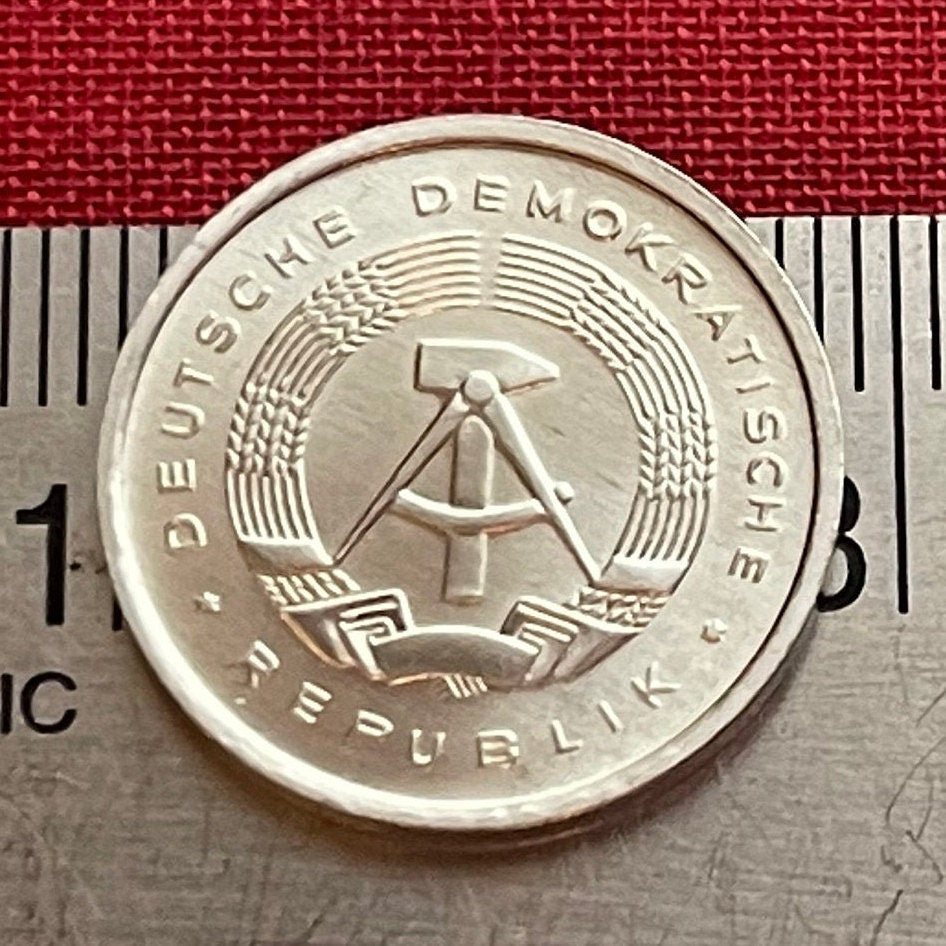 DEUTSCHE DEMOKRATISCHE
* REPUBLIK *
1
3
IC